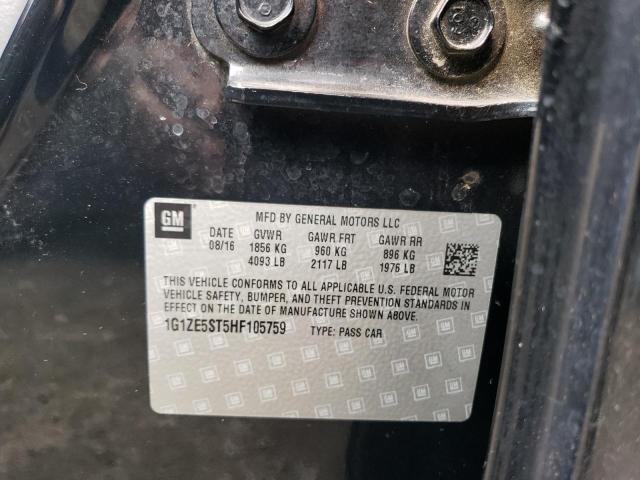 GM
MFD BY GENERAL MOTORS LLC
DATE GVWR GAWR FRT GAWR RR
08/16 1856 KG 960 KG 896 KG
4093 LB 2117 LB 1976 LB
THIS VEHICLE CONFORMS TO ALL APPLICABLE U.S. FEDERAL MOTOR
VEHICLE SAFETY, BUMPER, AND THEFT PREVENTION STANDARDS IN
EFFECT ON THE DATE OF MANUFACTURE SHOWN ABOVE.
1G1ZE5ST5HF105759 TYPE: PASS CAR